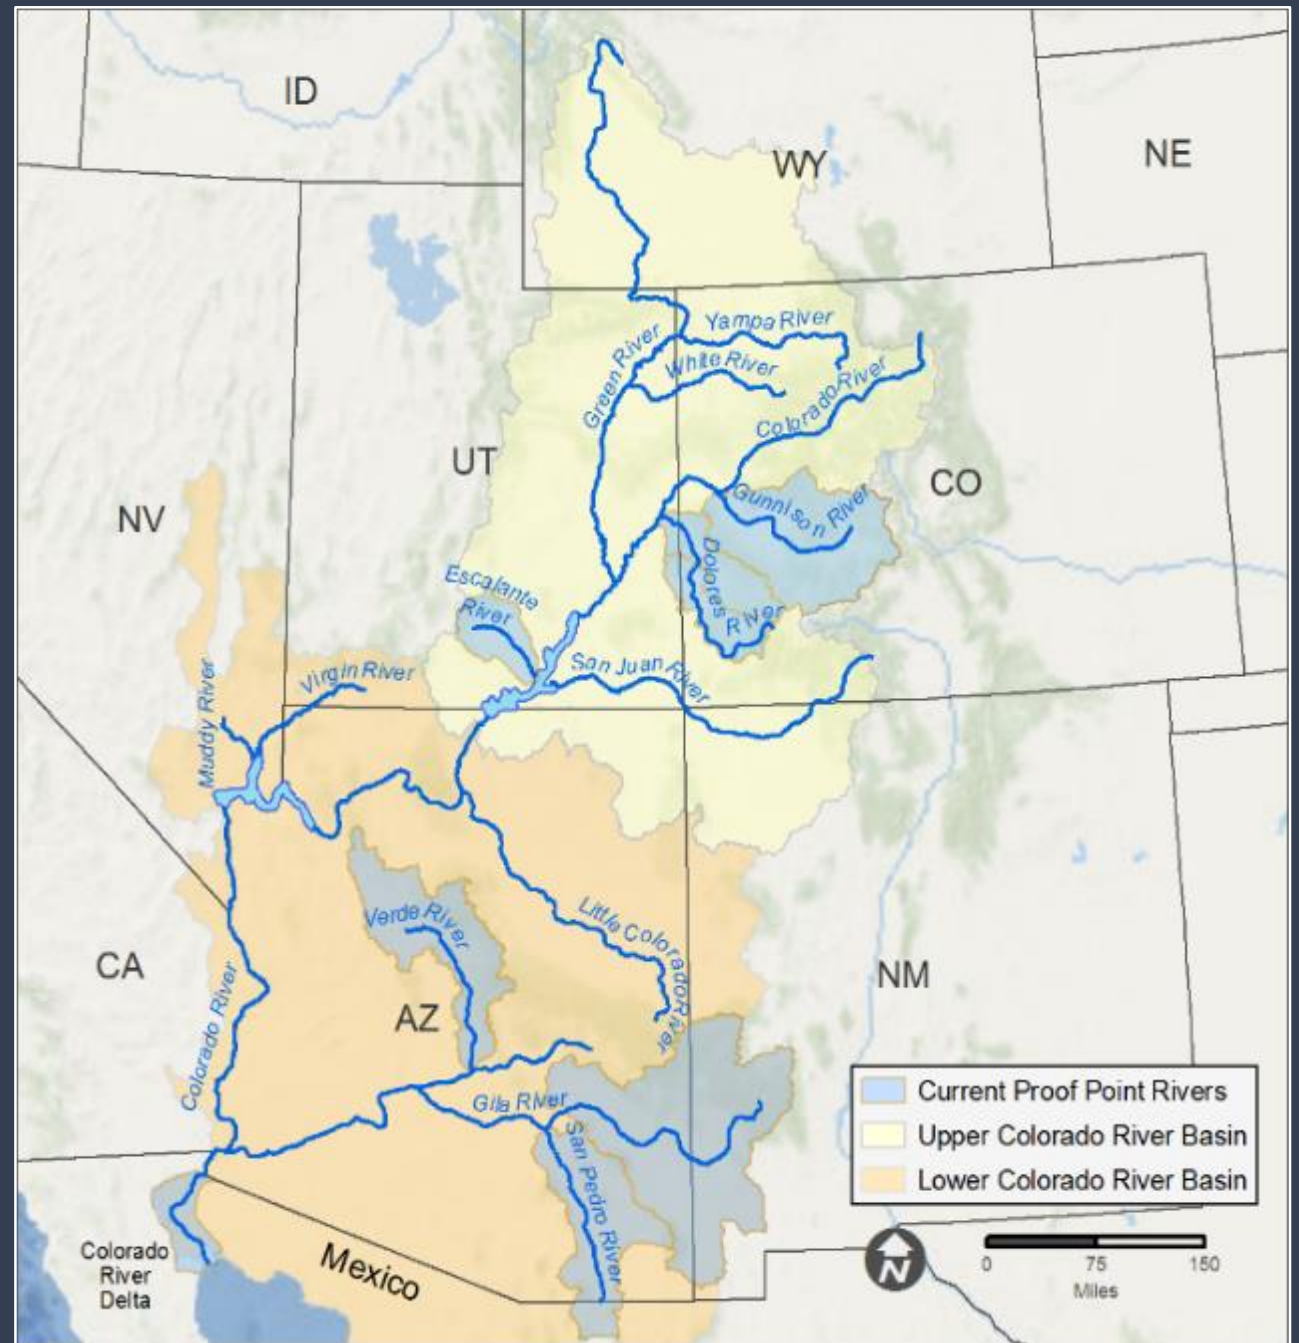 ID
WY
NE
Yampa River
Green River
White River
Colorado River
UT
CO
NV
Gunnison River
Dolores River
Escalante
River
San Juan River
Virgin River
Muddy River
Verde River
Little Colorado River
CA
NM
AZ
Colorado River
Gila River
San Pedro River
Current Proof Point Rivers
Upper Colorado River Basin
Lower Colorado River Basin
Colorado
River
Delta
Mexico
N
0 75 150
Miles